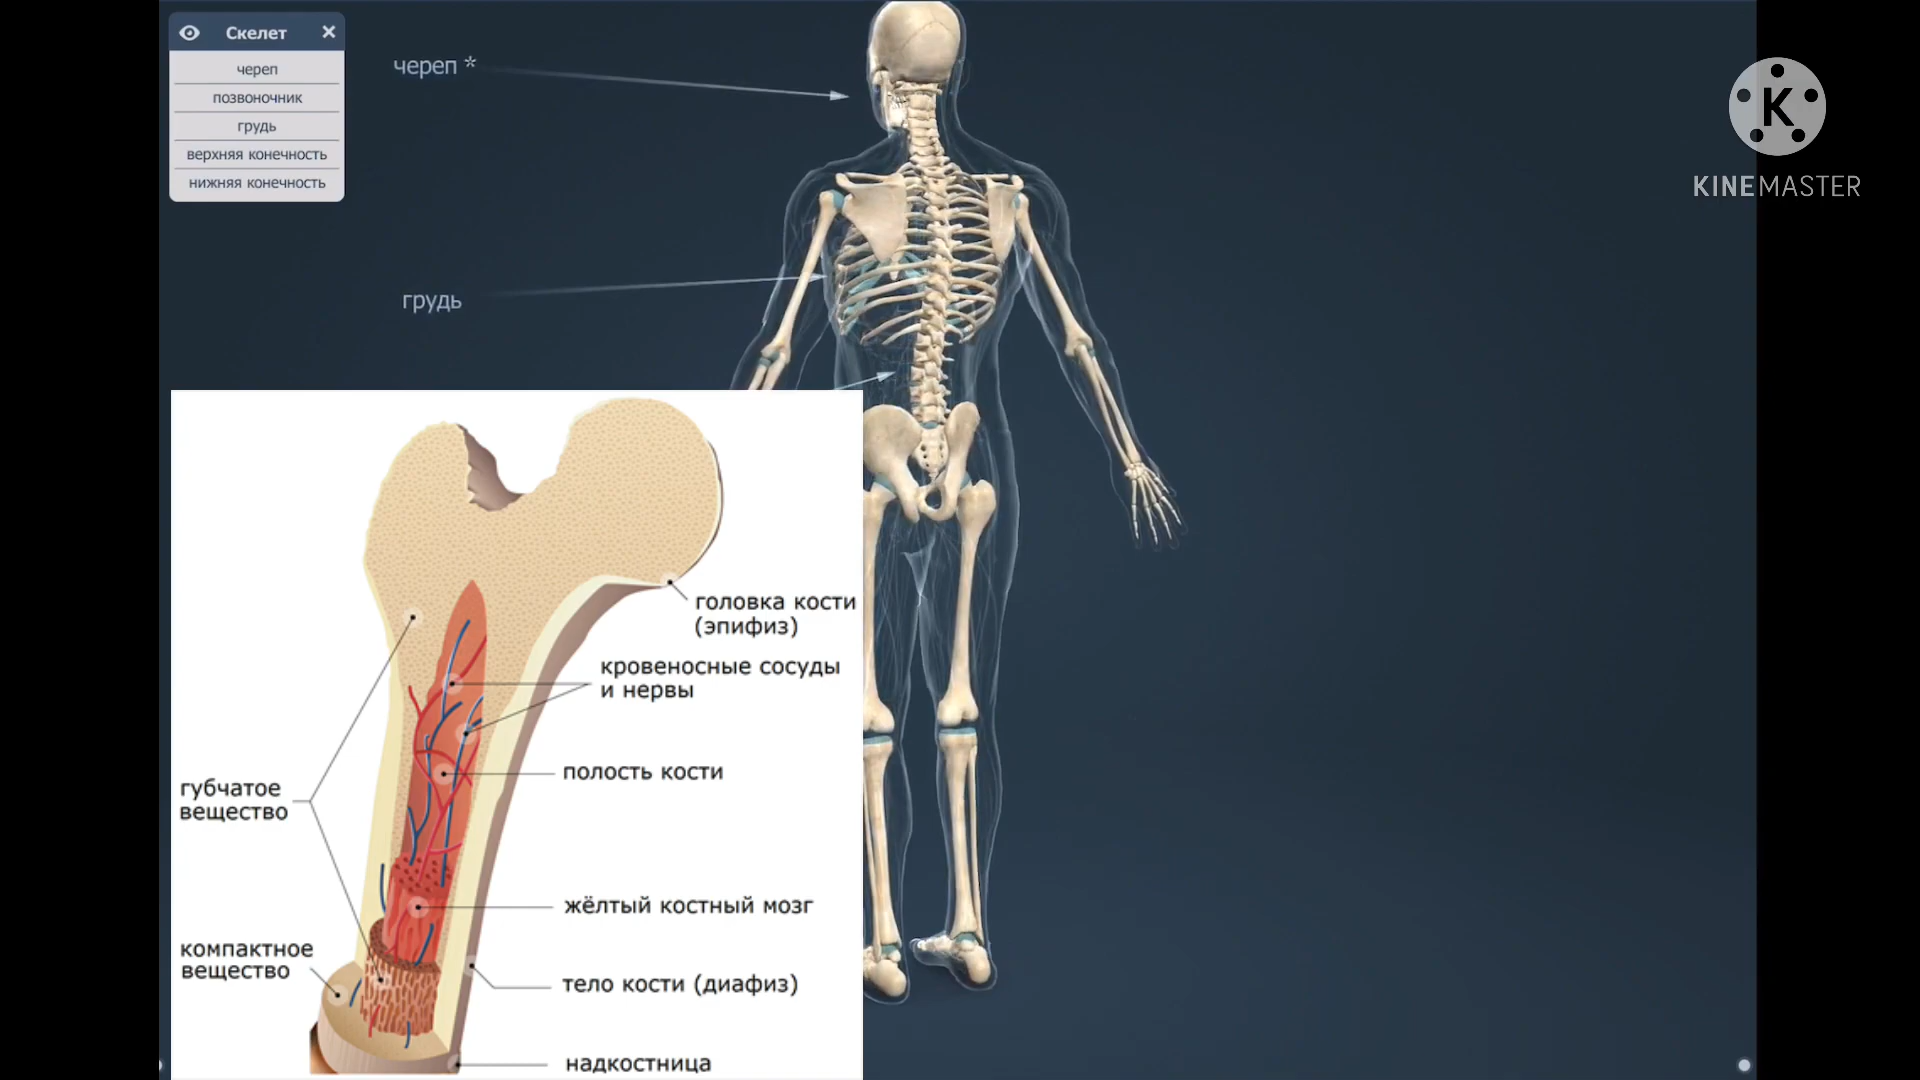 Скелет
череп
позвоночник
грудь
верхняя конечность
нижняя конечность
череп *
грудь
K
KINEMASTER
головка кости
(эпифиз)
кровеносные сосуды
и нервы
полость кости
губчатое
вещество
жёлтый костный мозг
компактное
вещество
тело кости (диафиз)
надкостница